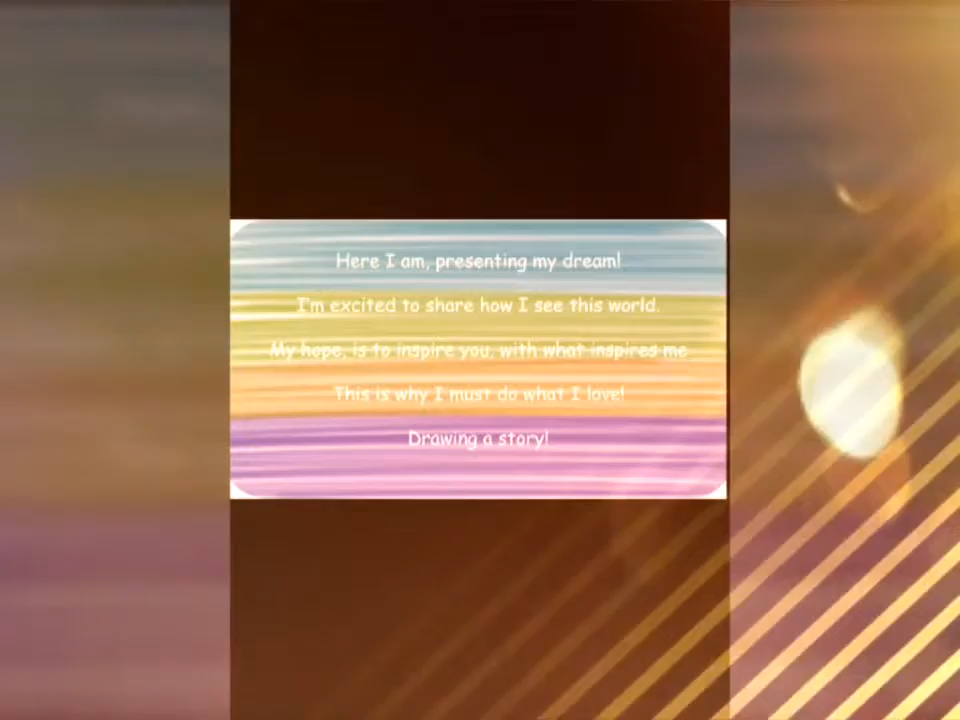 Here I am, presenting my dream!
I'm excited to share how I see this world.
My hope, is to inspire you, with what inspires me
This is why I must do what I love!
Drawing a story!